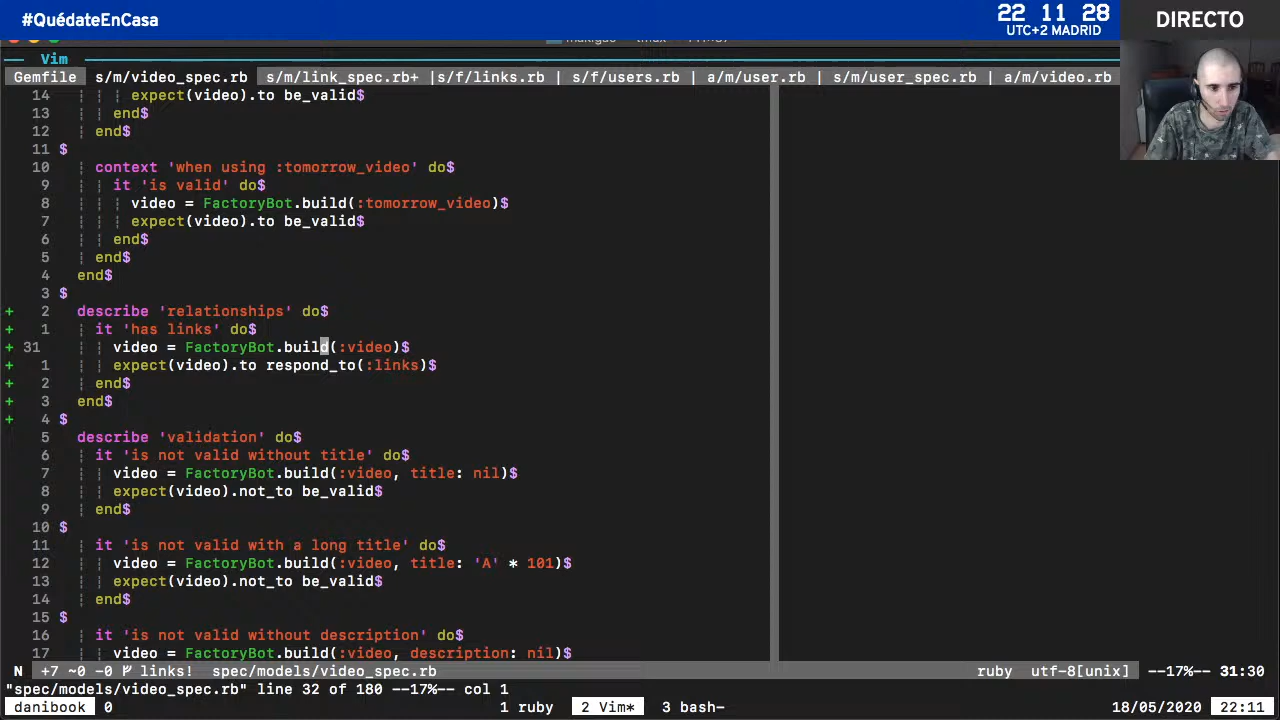 #QuédateEnCasa
22 11 28
UTC+2 MADRID
DIRECTO
Vim
Gemfile s/m/video_spec.rb s/m/link_spec.rb+ |s/f/links.rb | s/f/users.rb | a/m/user.rb | s/m/user_spec.rb | a/m/video.rb
14 expect(video).to be_valid$
13 end$
12 end$
11 $
10 context 'when using :tomorrow_video' do$
9 it 'is valid' do$
8 video = FactoryBot.build(:tomorrow_video)$
7 expect(video).to be_valid$
6 end$
5 end$
4 end$
3 $
+ 2 describe 'relationships' do$
+ 1 it 'has links' do$
+ 31 video = FactoryBot.build(:video)$
+ 1 expect(video).to respond_to(:links)$
+ 2 end$
+ 3 end$
+ 4 $
5 describe 'validation' do$
6 it 'is not valid without title' do$
7 video = FactoryBot.build(:video, title: nil)$
8 expect(video).not_to be_valid$
9 end$
10 $
11 it 'is not valid with a long title' do$
12 video = FactoryBot.build(:video, title: 'A' * 101)$
13 expect(video).not_to be_valid$
14 end$
15 $
16 it 'is not valid without description' do$
17 video = FactoryBot.build(:video, description: nil)$
N +7 ~0 -0 links! spec/models/video_spec.rb ruby utf-8[unix] --17%-- 31:30
"spec/models/video_spec.rb" line 32 of 180 --17%-- col 1
danibook 0 1 ruby 2 Vim* 3 bash- 18/05/2020 22:11